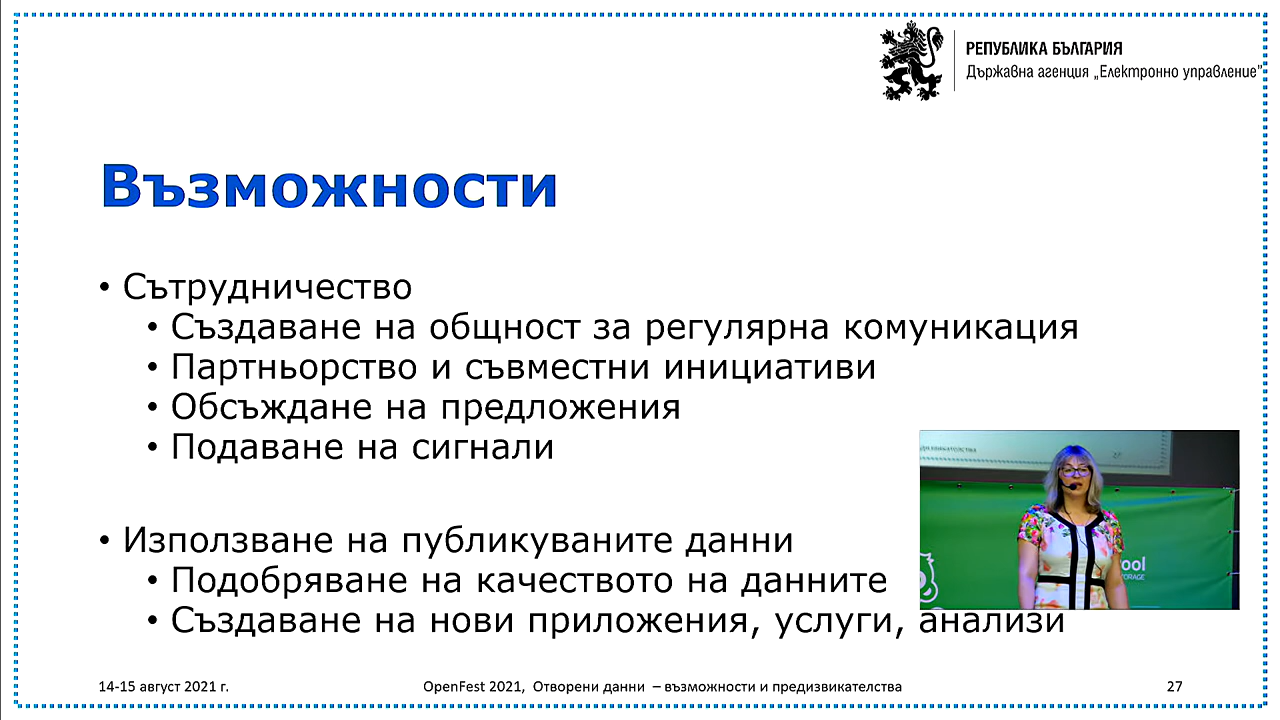 РЕПУБЛИКА БЪЛГАРИЯ
Държавна агенция „Електронно управление”
Възможности
• Сътрудничество
• Създаване на общност за регулярна комуникация
• Партньорство и съвместни инициативи
• Обсъждане на предложения
• Подаване на сигнали
• Използване на публикуваните данни
• Подобряване на качеството на данните
• Създаване на нови приложения, услуги, анализи
14-15 август 2021 г.
OpenFest 2021, Отворени данни – възможности и предизвикателства
27